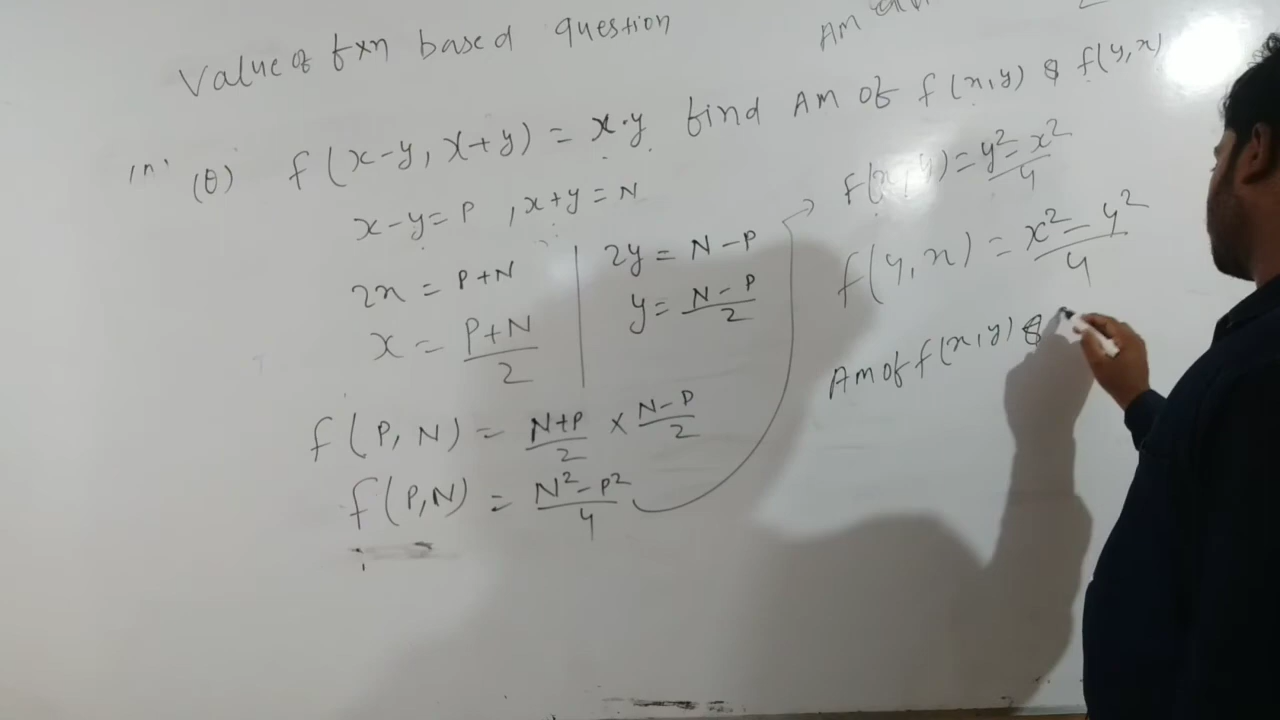 Value of fxn based question
AM
(θ) f(x-y, x+y) = x·y find AM of f(x,y) & f(y,x)
x-y=P , x+y=N
2x = P+N
x = P+N/2
2y = N-P
y = N-P/2
f(P,N) = N+P/2 × N-P/2
f(P,N) = N²-P²/4
f(x,y) = y²-x²/4
f(y,x) = x²-y²/4
AM of f(x,y) &